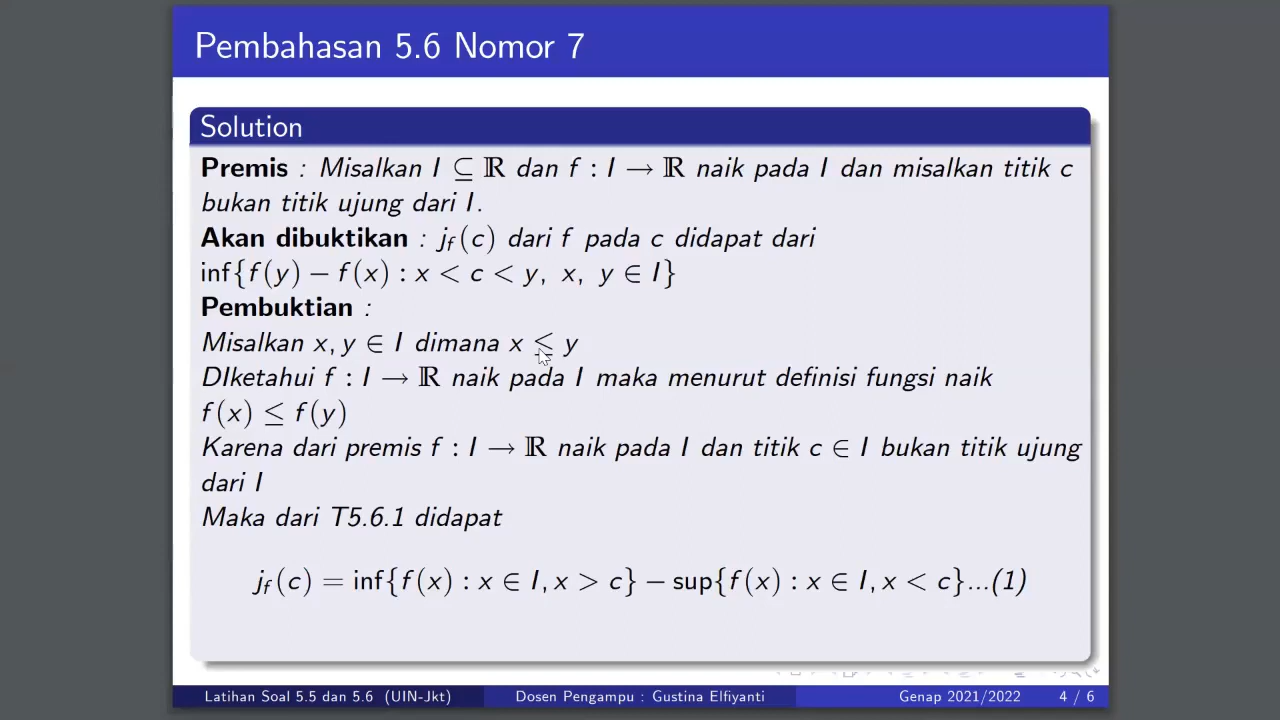 Pembahasan 5.6 Nomor 7
Solution
Premis : Misalkan I ⊆ ℝ dan f : I → ℝ naik pada I dan misalkan titik c
bukan titik ujung dari I.
Akan dibuktikan : j_f(c) dari f pada c didapat dari
inf{f(y) − f(x) : x < c < y, x, y ∈ I}
Pembuktian :
Misalkan x, y ∈ I dimana x ≤ y
DIketahui f : I → ℝ naik pada I maka menurut definisi fungsi naik
f(x) ≤ f(y)
Karena dari premis f : I → ℝ naik pada I dan titik c ∈ I bukan titik ujung
dari I
Maka dari T5.6.1 didapat
j_f(c) = inf{f(x) : x ∈ I, x > c} − sup{f(x) : x ∈ I, x < c}...(1)
Latihan Soal 5.5 dan 5.6 (UIN-Jkt) Dosen Pengampu : Gustina Elfiyanti Genap 2021/2022 4 / 6